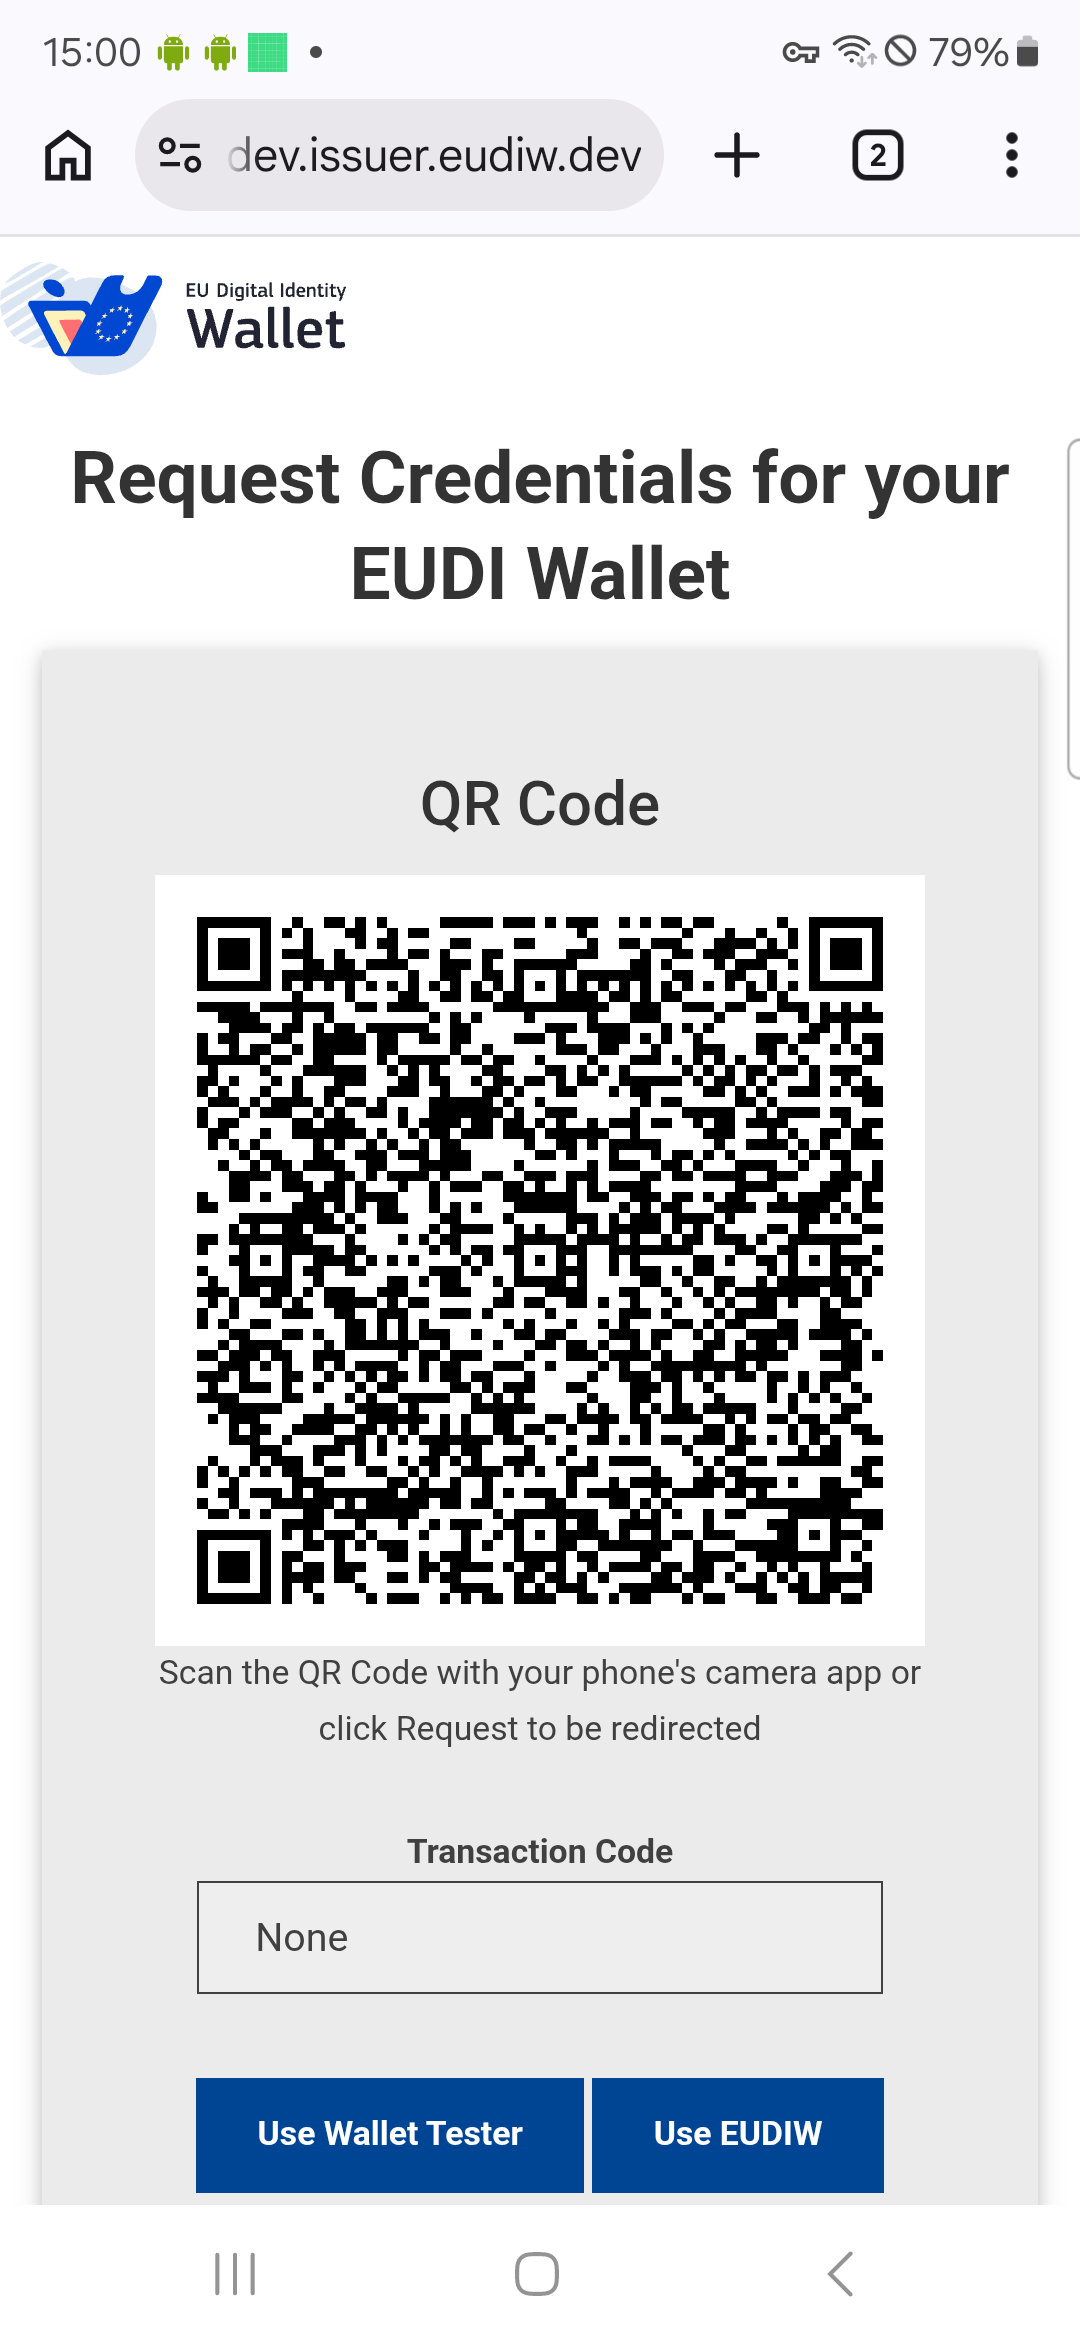 15:00
79%
dev.issuer.eudiw.dev
2
EU Digital Identity
Wallet
Request Credentials for your
EUDI Wallet
QR Code
Scan the QR Code with your phone's camera app or
click Request to be redirected
Transaction Code
None
Use Wallet Tester
Use EUDIW